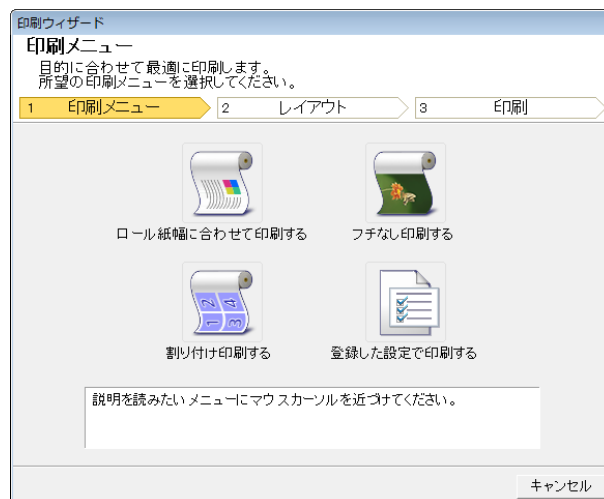 印刷ウィザード
印刷メニュー
目的に合わせて最適に印刷します。
所望の印刷メニューを選択してください。
1 印刷メニュー 2 レイアウト 3 印刷
ロール紙幅に合わせて印刷する フチなし印刷する
1 2 3 4
割り付け印刷する 登録した設定で印刷する
説明を読みたいメニューにマウスカーソルを近づけてください。
キャンセル